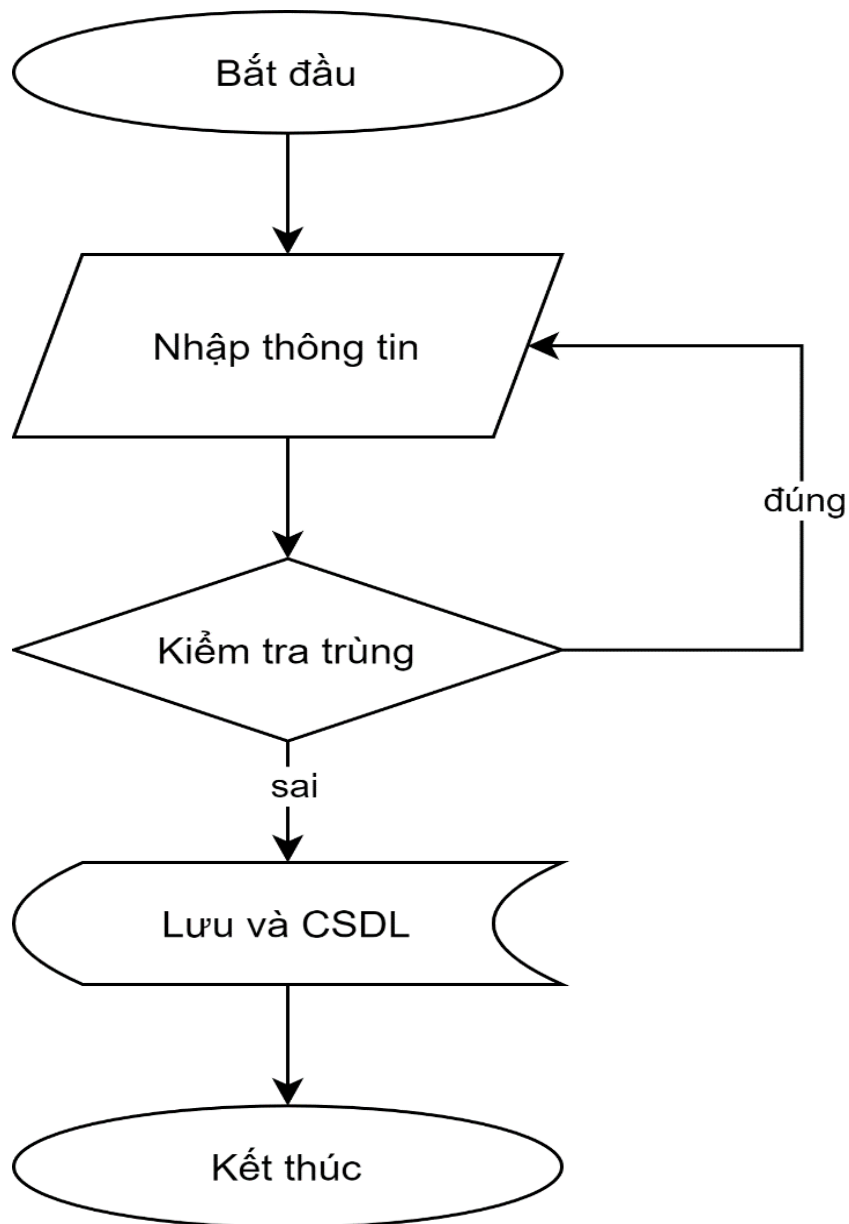 Bắt đầu
Nhập thông tin
đúng
Kiểm tra trùng
sai
Lưu và CSDL
Kết thúc